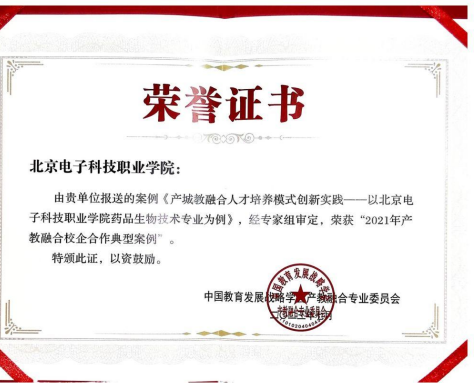 荣誉证书
北京电子科技职业学院：
由贵单位报送的案例《产城教融合人才培养模式创新实践——以北京电
子科技职业学院药品生物技术专业为例》，经专家组审定，荣获“2021年产
教融合校企合作典型案例”。
特颁此证，以资鼓励。
中国教育发展战略学会产教融合专业委员会